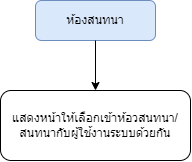 ห้องสนทนา
แสดงหน้าให้เลือกเข้าห้อวสนทนา/
สนทนากับผู้ใช้งานระบบด้วยกัน